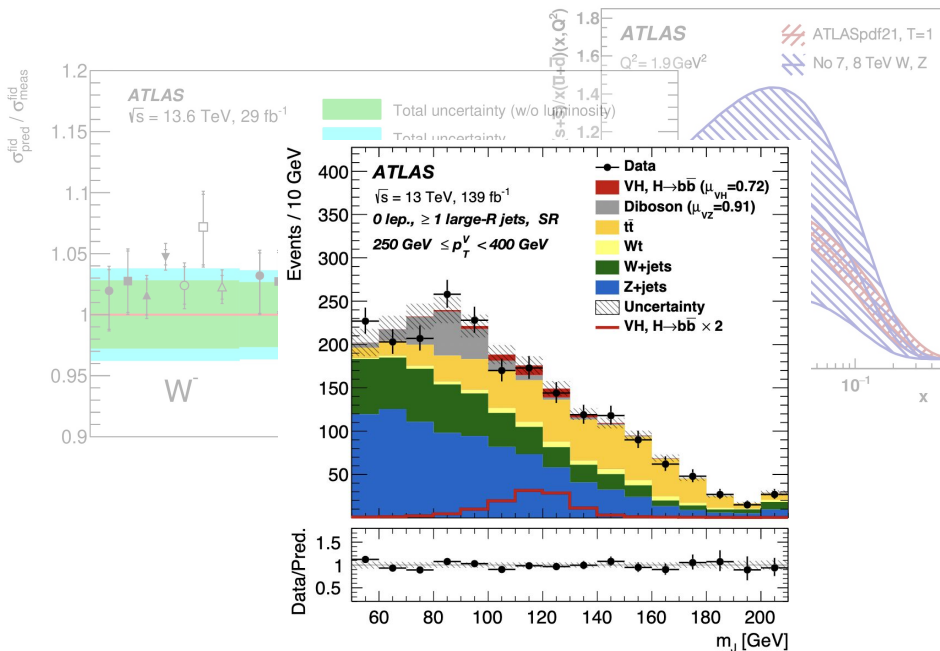 σ^fid_pred / σ^fid_meas
1.2
1.15
1.1
1.05
1
0.95
0.9
ATLAS
√s = 13.6 TeV, 29 fb⁻¹
Total uncertainty (w/o luminosity)
Total uncertainty
W⁻
(s+s̄)/x(ū+d̄)(x,Q²)
1.8
1.6
1.4
1.2
ATLAS
Q² = 1.9 GeV²
ATLASpdf21, T=1
No 7, 8 TeV W, Z
10⁻¹
x
Events / 10 GeV
400
350
300
250
200
150
100
50
ATLAS
√s = 13 TeV, 139 fb⁻¹
0 lep., ≥ 1 large-R jets, SR
250 GeV ≤ p_T^V < 400 GeV
Data
VH, H→bb̄ (μ_VH=0.72)
Diboson (μ_VZ=0.91)
tt̄
Wt
W+jets
Z+jets
Uncertainty
VH, H→bb̄ × 2
Data/Pred.
1.5
1
0.5
60 80 100 120 140 160 180 200
m_J [GeV]